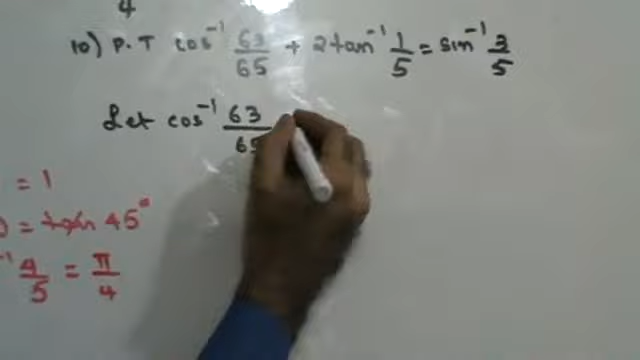 4
10) P.T cos⁻¹ 63/65 + 2tan⁻¹ 1/5 = sin⁻¹ 3/5
Let cos⁻¹ 63/65
= 1
= tan 45°
⁻¹ 4/5 = π/4